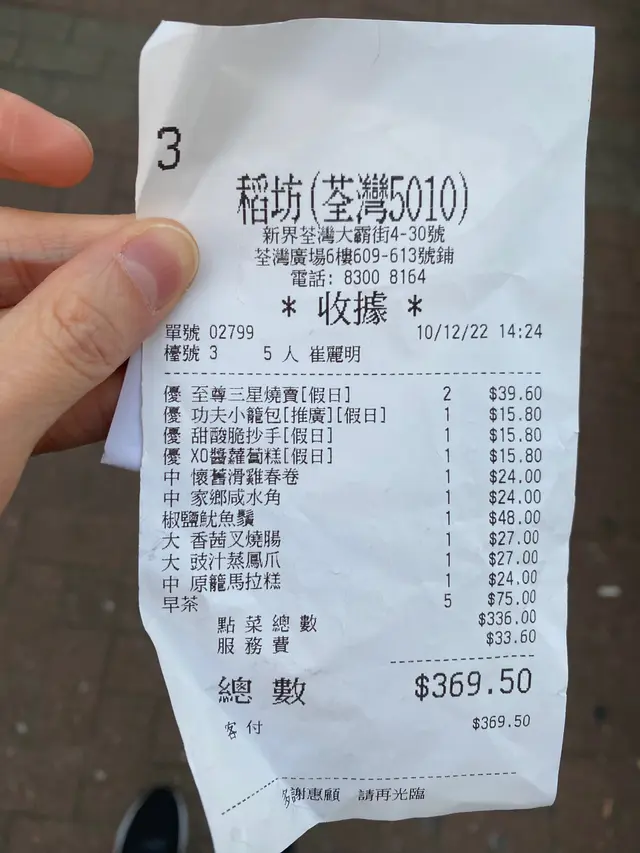 3
稻坊(荃灣5010)
新界荃灣大霸街4-30號
荃灣廣場6樓609-613號鋪
電話: 8300 8164
* 收據 *
單號 02799 10/12/22 14:24
檯號 3 5 人 崔麗明
優 至尊三星燒賣[假日] 2 $39.60
優 功夫小籠包[推廣][假日] 1 $15.80
優 甜酸脆抄手[假日] 1 $15.80
優 XO醬蘿蔔糕[假日] 1 $15.80
中 懷舊滑雞春卷 1 $24.00
中 家鄉咸水角 1 $24.00
椒鹽魷魚鬚 1 $48.00
大 香茜叉燒腸 1 $27.00
大 豉汁蒸鳳爪 1 $27.00
中 原籠馬拉糕 1 $24.00
早茶 5 $75.00
點菜總數 $336.00
服務費 $33.60
總數 $369.50
客付 $369.50
多謝惠顧 請再光臨